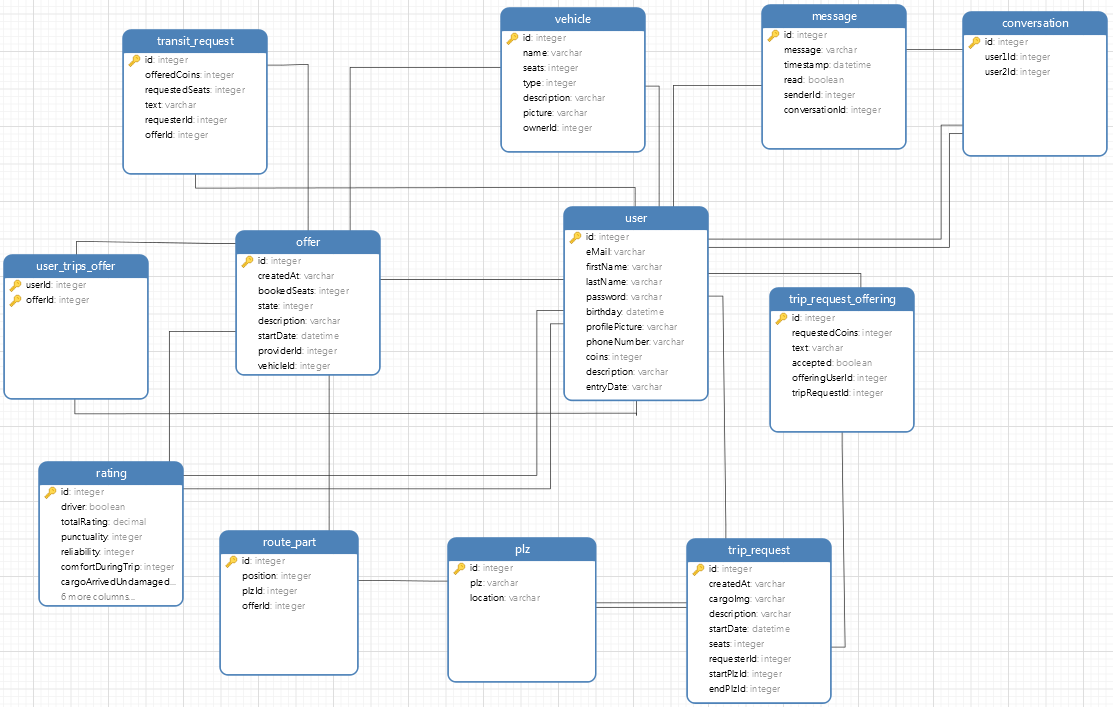 transit_request
id: integer
offeredCoins: integer
requestedSeats: integer
text: varchar
requesterId: integer
offerId: integer
vehicle
id: integer
name: varchar
seats: integer
type: integer
description: varchar
picture: varchar
ownerId: integer
message
id: integer
message: varchar
timestamp: datetime
read: boolean
senderId: integer
conversationId: integer
conversation
id: integer
user1Id: integer
user2Id: integer
user_trips_offer
userId: integer
offerId: integer
offer
id: integer
createdAt: varchar
bookedSeats: integer
state: integer
description: varchar
startDate: datetime
providerId: integer
vehicleId: integer
user
id: integer
eMail: varchar
firstName: varchar
lastName: varchar
password: varchar
birthday: datetime
profilePicture: varchar
phoneNumber: varchar
coins: integer
description: varchar
entryDate: varchar
trip_request_offering
id: integer
requestedCoins: integer
text: varchar
accepted: boolean
offeringUserId: integer
tripRequestId: integer
rating
id: integer
driver: boolean
totalRating: decimal
punctuality: integer
reliability: integer
comfortDuringTrip: integer
cargoArrivedUndamaged...
6 more columns...
route_part
id: integer
position: integer
plzId: integer
offerId: integer
plz
id: integer
plz: varchar
location: varchar
trip_request
id: integer
createdAt: varchar
cargoImg: varchar
description: varchar
startDate: datetime
seats: integer
requesterId: integer
startPlzId: integer
endPlzId: integer